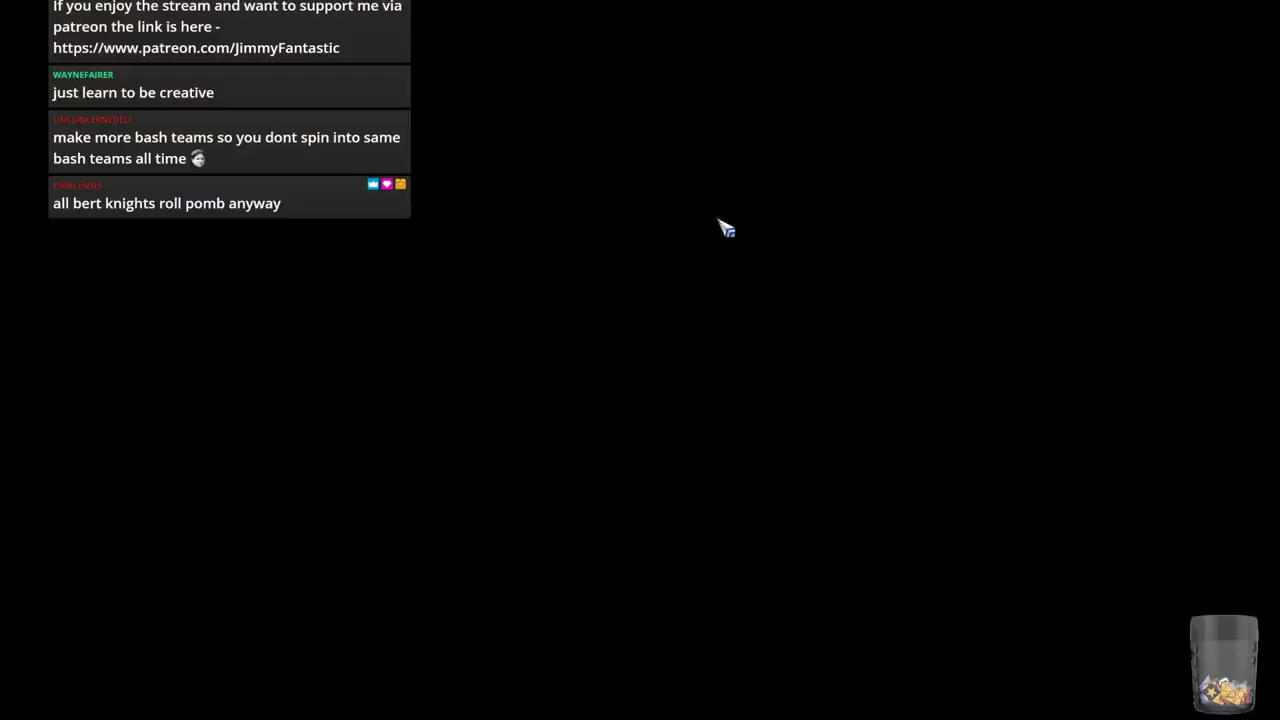 If you enjoy the stream and want to support me via
patreon the link is here -
https://www.patreon.com/JimmyFantastic
WAYNEFAIRER
just learn to be creative
make more bash teams so you dont spin into same
bash teams all time
all bert knights roll pomb anyway